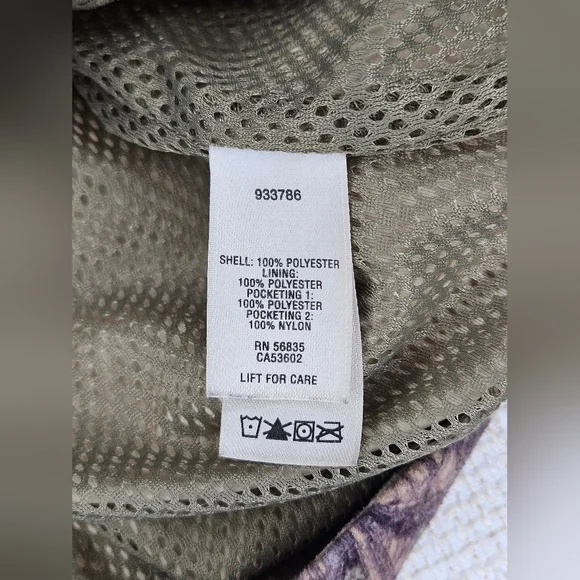 933786
SHELL: 100% POLYESTER
LINING:
100% POLYESTER
POCKETING 1:
100% POLYESTER
POCKETING 2:
100% NYLON
RN 56835
CA53602
LIFT FOR CARE